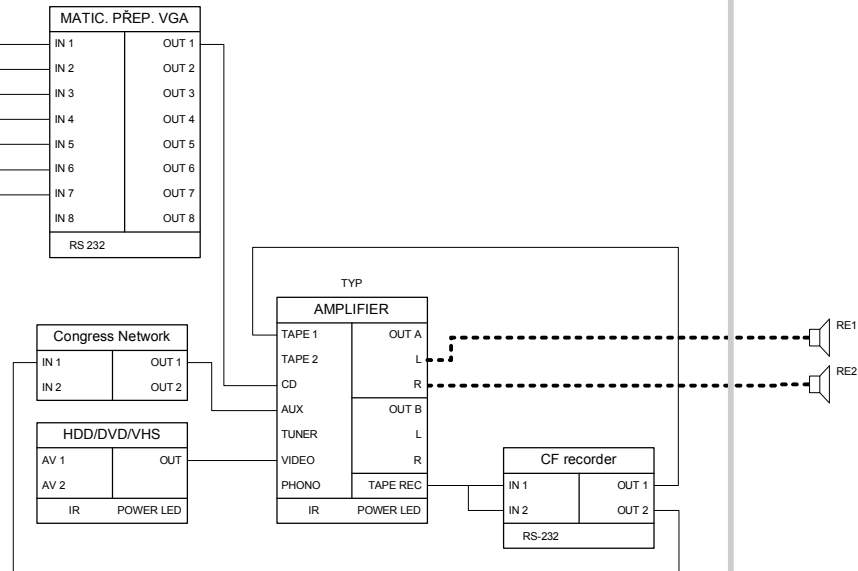 MATIC. PŘEP. VGA
IN 1 OUT 1
IN 2 OUT 2
IN 3 OUT 3
IN 4 OUT 4
IN 5 OUT 5
IN 6 OUT 6
IN 7 OUT 7
IN 8 OUT 8
RS 232
Congress Network
IN 1 OUT 1
IN 2 OUT 2
HDD/DVD/VHS
AV 1 OUT
AV 2
IR POWER LED
TYP
AMPLIFIER
TAPE 1 OUT A
TAPE 2 L
CD R
AUX OUT B
TUNER L
VIDEO R
PHONO TAPE REC
IR POWER LED
CF recorder
IN 1 OUT 1
IN 2 OUT 2
RS-232
RE1
RE2